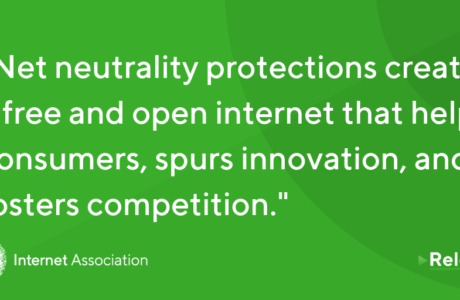 Net neutrality protections creat
free and open internet that help
onsumers, spurs innovation, and
osters competition."
Internet Association
Rel